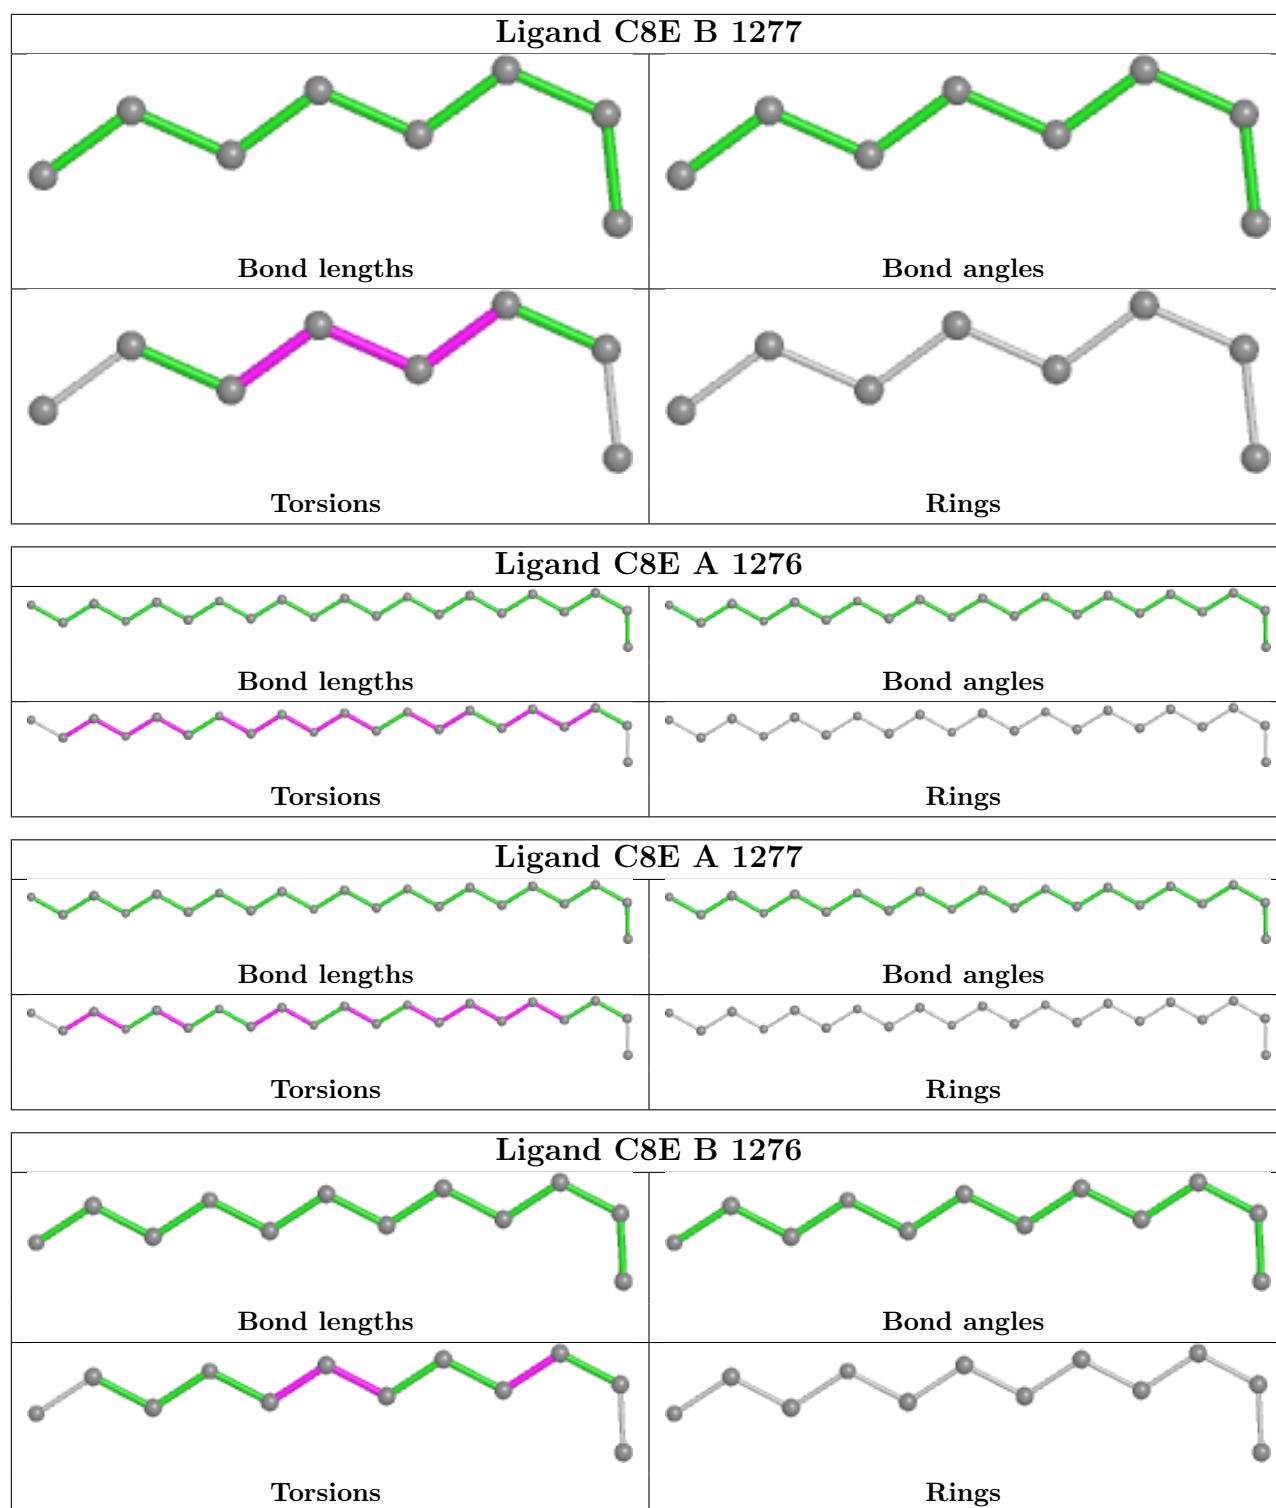 Ligand C8E B 1277
Bond lengths
Bond angles
Torsions
Rings
Ligand C8E A 1276
Bond lengths
Bond angles
Torsions
Rings
Ligand C8E A 1277
Bond lengths
Bond angles
Torsions
Rings
Ligand C8E B 1276
Bond lengths
Bond angles
Torsions
Rings